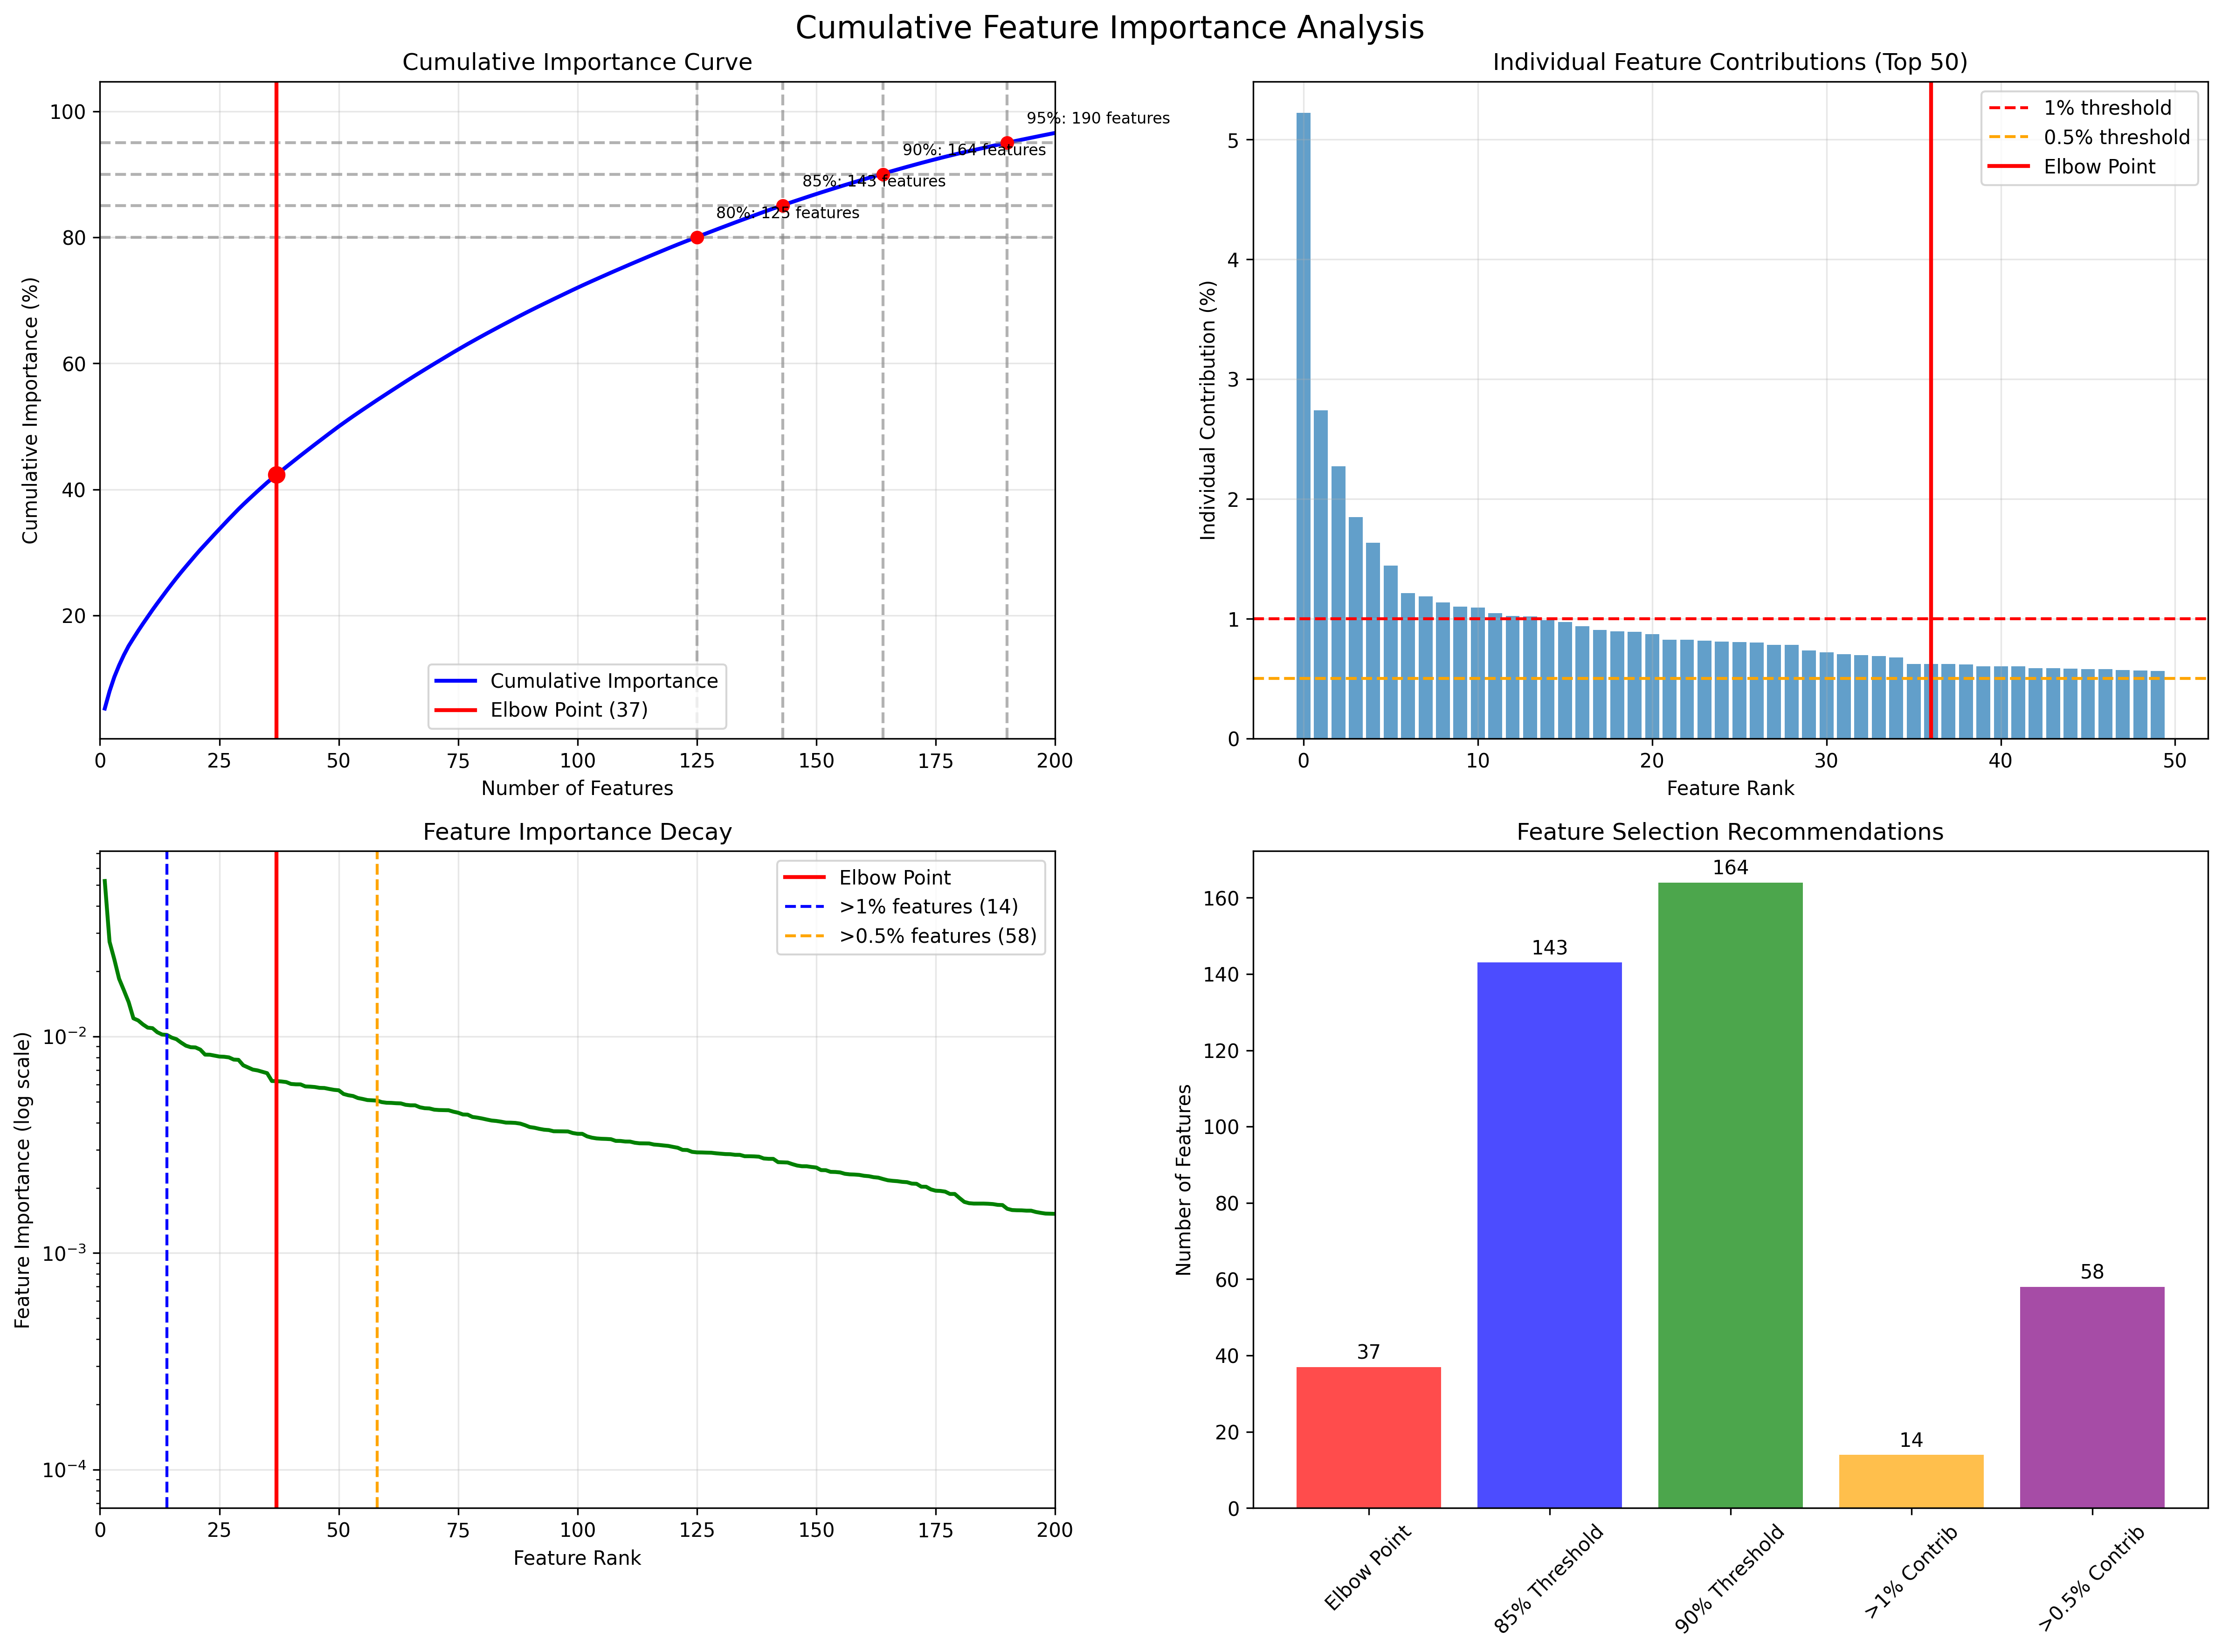 Cumulative Feature Importance Analysis
Cumulative Importance Curve
Cumulative Importance (%)
100
80
60
40
20
95%: 190 features
90%: 164 features
85%: 143 features
80%: 125 features
Cumulative Importance
Elbow Point (37)
0 25 50 75 100 125 150 175 200
Number of Features
Individual Feature Contributions (Top 50)
Individual Contribution (%)
5
4
3
2
1
0
1% threshold
0.5% threshold
Elbow Point
0 10 20 30 40 50
Feature Rank
Feature Importance Decay
Feature Importance (log scale)
10⁻²
10⁻³
10⁻⁴
Elbow Point
>1% features (14)
>0.5% features (58)
0 25 50 75 100 125 150 175 200
Feature Rank
Feature Selection Recommendations
Number of Features
160
140
120
100
80
60
40
20
0
37
143
164
14
58
Elbow Point
85% Threshold
90% Threshold
>1% Contrib
>0.5% Contrib